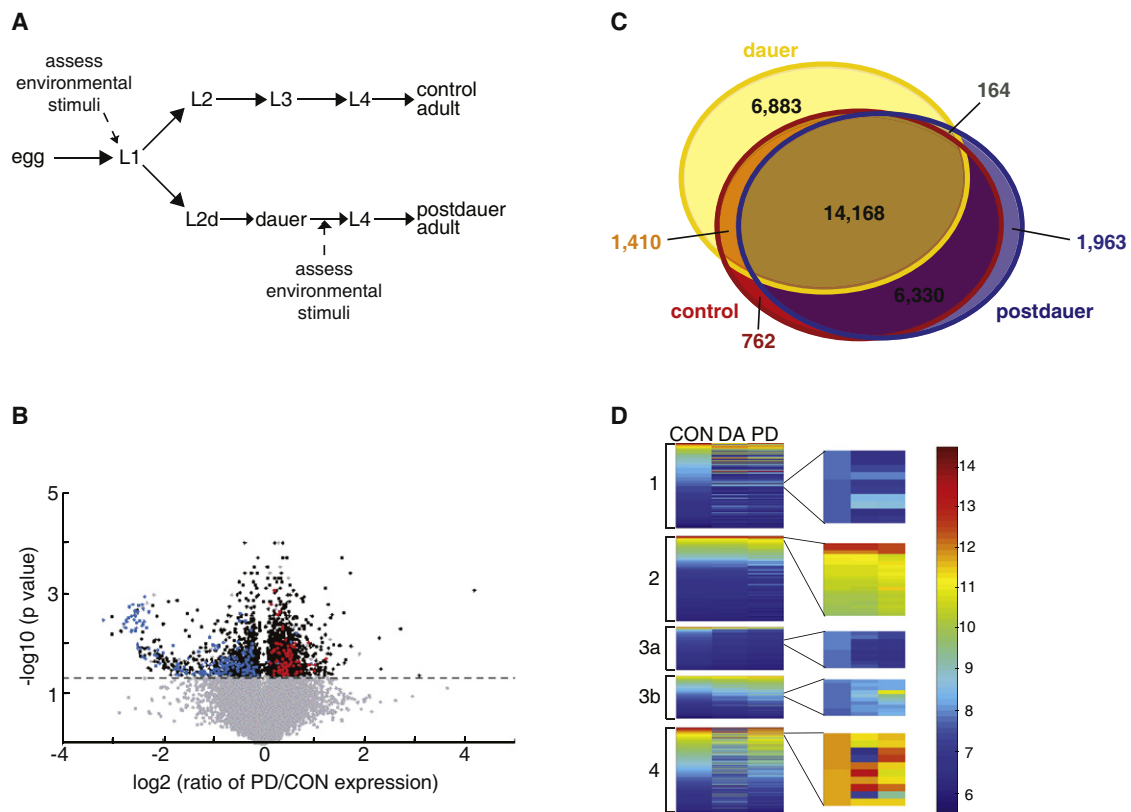 A
assess
environmental
stimuli
egg
L1
L2
L3
L4
control
adult
L2d
dauer
L4
postdauer
adult
assess
environmental
stimuli
B
5
3
1
-log10 (p value)
-4
-2
0
2
4
log2 (ratio of PD/CON expression)
C
dauer
6,883
164
14,168
1,410
1,963
6,330
control
postdauer
762
D
CON DA PD
1
2
3a
3b
4
14
13
12
11
10
9
8
7
6